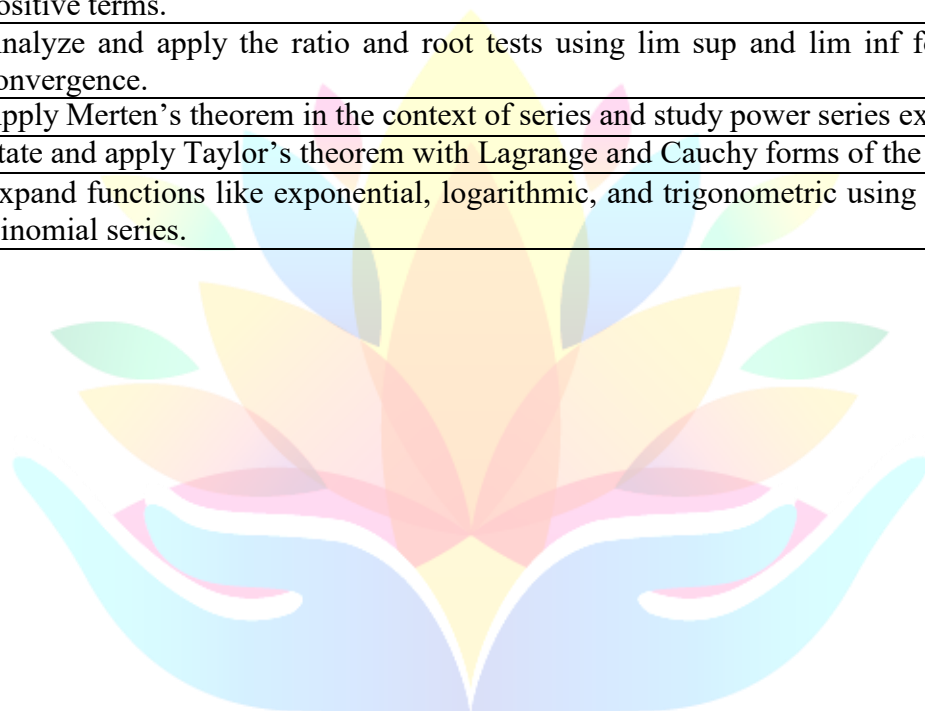 ositive terms.
nalyze and apply the ratio and root tests using lim sup and lim inf f
onvergence.
pply Merten's theorem in the context of series and study power series ex
tate and apply Taylor's theorem with Lagrange and Cauchy forms of the
xpand functions like exponential, logarithmic, and trigonometric using
inomial series.